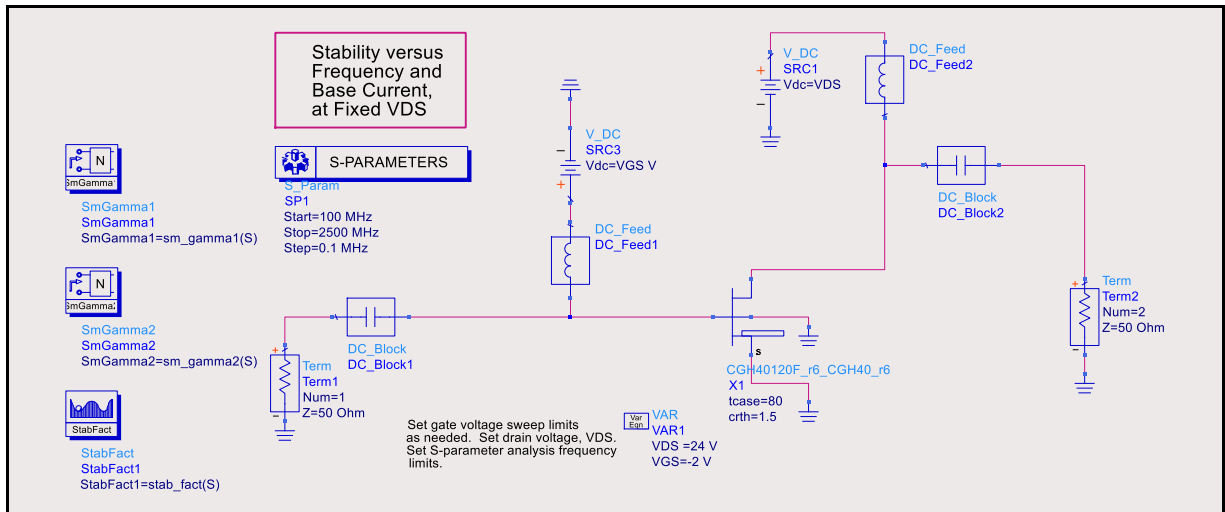 Stability versus
Frequency and
Base Current,
at Fixed VDS
N
SmGamma1
SmGamma1
SmGamma1=sm_gamma1(S)
N
SmGamma2
SmGamma2
SmGamma2=sm_gamma2(S)
StabFact
StabFact
StabFact1
StabFact1=stab_fact(S)
S-PARAMETERS
S_Param
SP1
Start=100 MHz
Stop=2500 MHz
Step=0.1 MHz
+
Term
Term1
Num=1
Z=50 Ohm
-
DC_Block
DC_Block1
-
V_DC
SRC3
Vdc=VGS V
+
DC_Feed
DC_Feed1
+
V_DC
SRC1
Vdc=VDS
-
DC_Feed
DC_Feed2
DC_Block
DC_Block2
+
Term
Term2
Num=2
Z=50 Ohm
-
S
CGH40120F_r6_CGH40_r6
X1
tcase=80
crth=1.5
Set gate voltage sweep limits
as needed.  Set drain voltage, VDS.
Set S-parameter analysis frequency
limits.
Var
Eqn
VAR
VAR1
VDS =24 V
VGS=-2 V